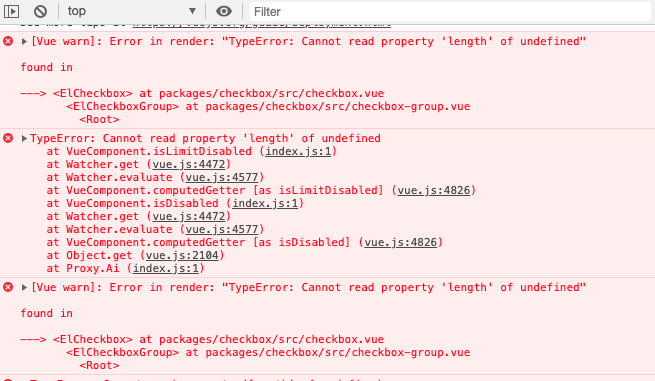 top
Filter
[Vue warn]: Error in render: "TypeError: Cannot read property 'length' of undefined"
found in
---> <ElCheckbox> at packages/checkbox/src/checkbox.vue
<ElCheckboxGroup> at packages/checkbox/src/checkbox-group.vue
<Root>
TypeError: Cannot read property 'length' of undefined
at VueComponent.isLimitDisabled (index.js:1)
at Watcher.get (vue.js:4472)
at Watcher.evaluate (vue.js:4577)
at VueComponent.computedGetter [as isLimitDisabled] (vue.js:4826)
at VueComponent.isDisabled (index.js:1)
at Watcher.get (vue.js:4472)
at Watcher.evaluate (vue.js:4577)
at VueComponent.computedGetter [as isDisabled] (vue.js:4826)
at Object.get (vue.js:2104)
at Proxy.Ai (index.js:1)
[Vue warn]: Error in render: "TypeError: Cannot read property 'length' of undefined"
found in
---> <ElCheckbox> at packages/checkbox/src/checkbox.vue
<ElCheckboxGroup> at packages/checkbox/src/checkbox-group.vue
<Root>